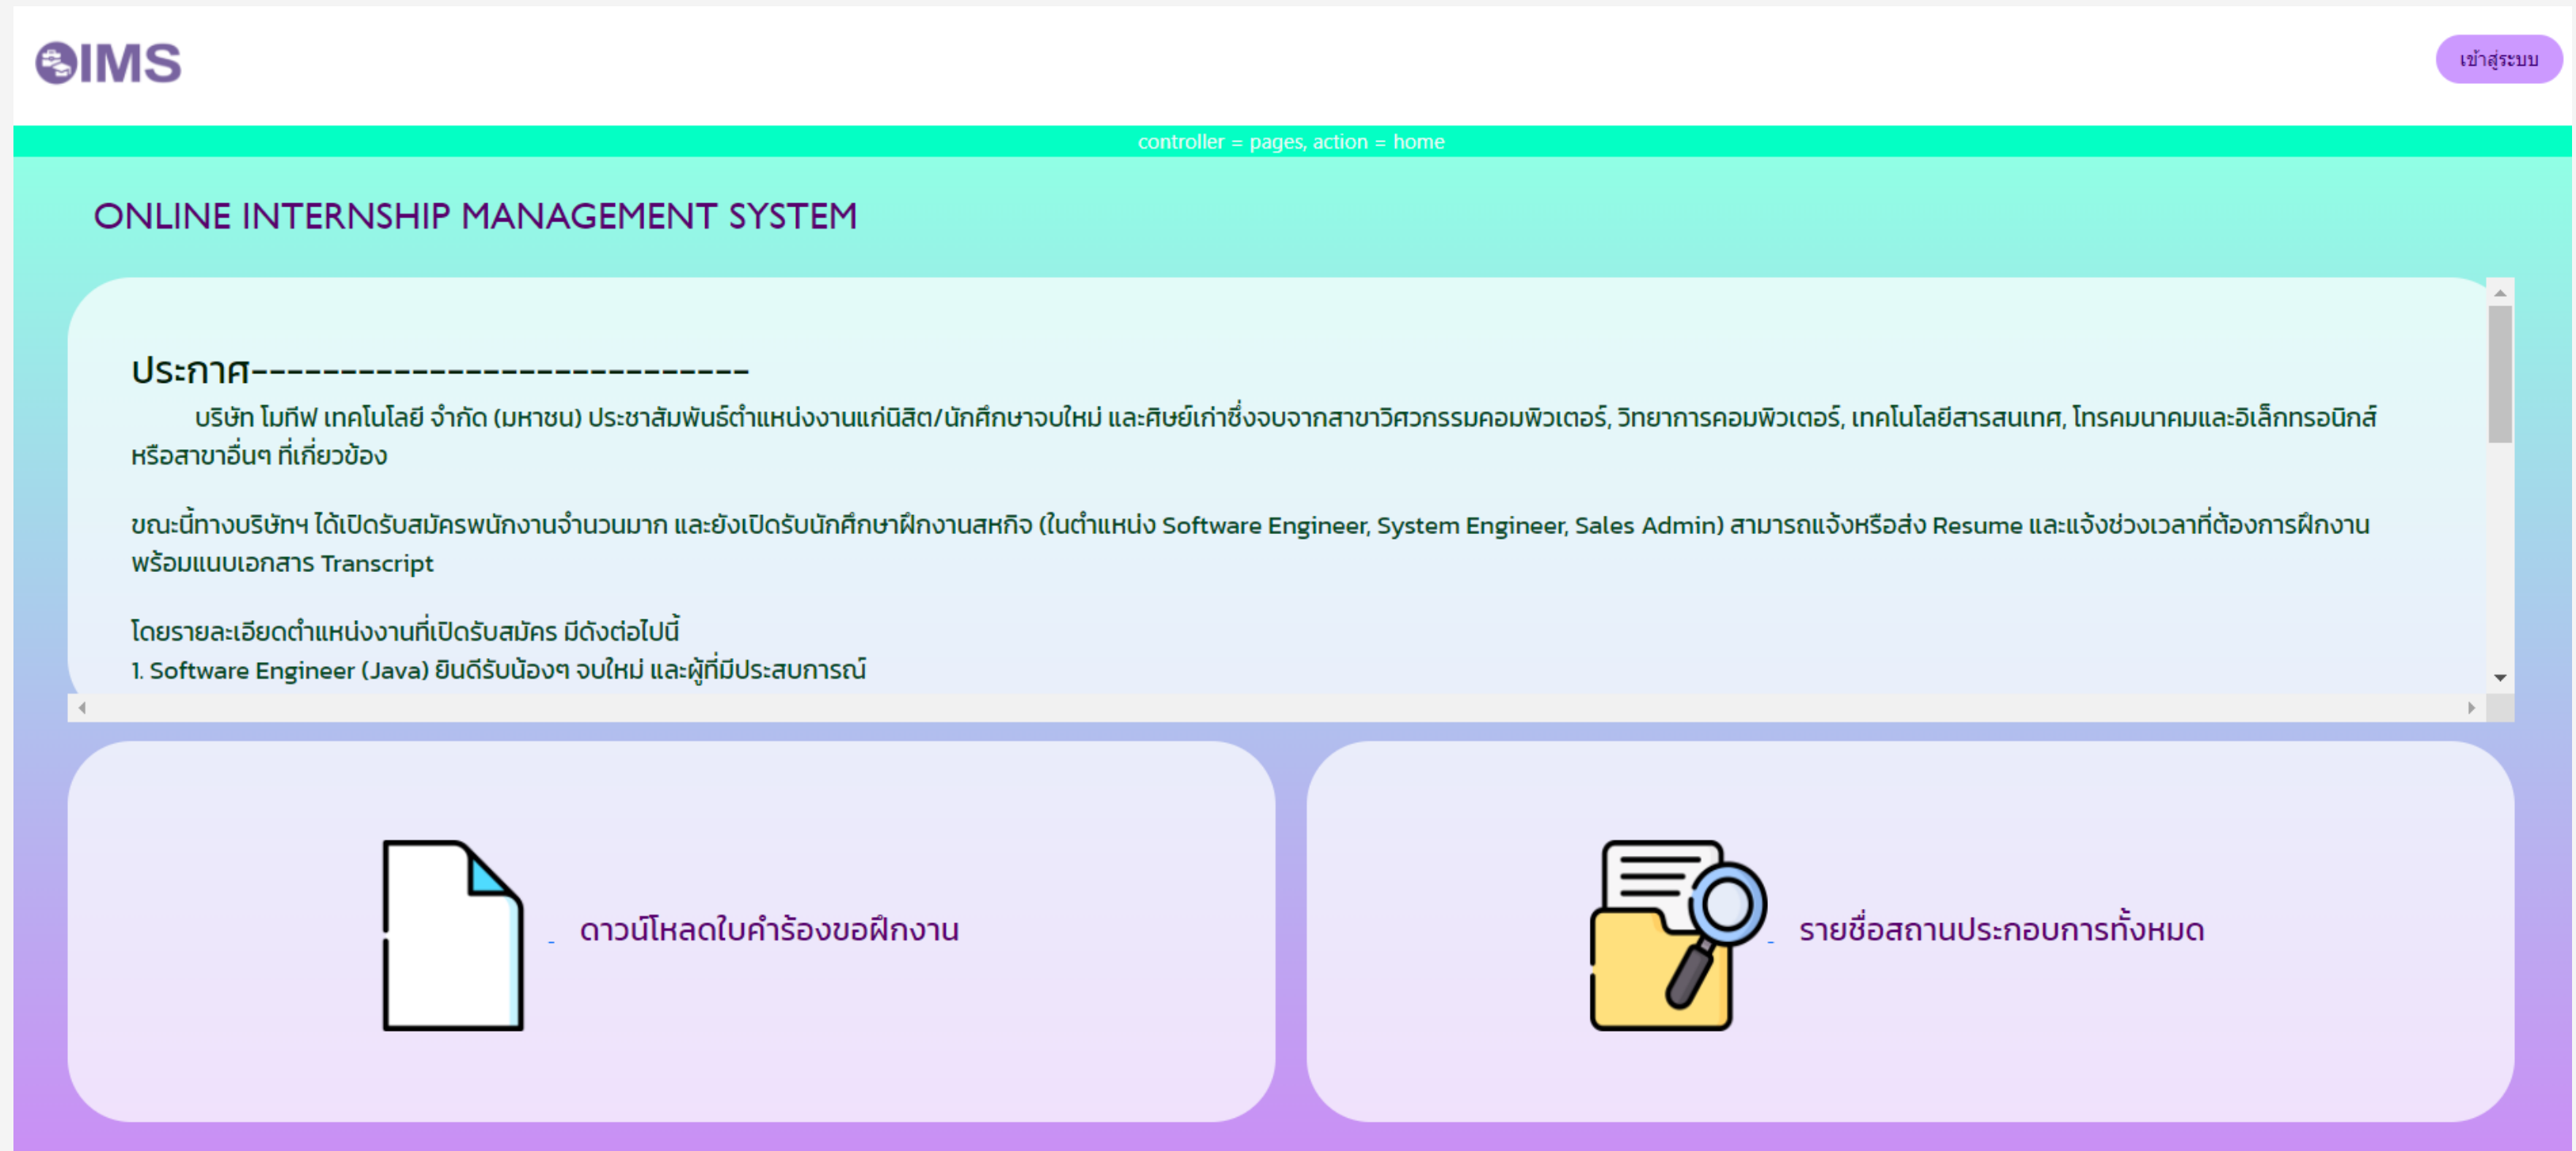 OIMS
เข้าสู่ระบบ
controller = pages, action = home
ONLINE INTERNSHIP MANAGEMENT SYSTEM
ประกาศ----------------------------
บริษัท โมทีฟ เทคโนโลยี จำกัด (มหาชน) ประชาสัมพันธ์ตำแหน่งงานแก่นิสิต/นักศึกษาจบใหม่ และศิษย์เก่าซึ่งจบจากสาขาวิศวกรรมคอมพิวเตอร์, วิทยาการคอมพิวเตอร์, เทคโนโลยีสารสนเทศ, โทรคมนาคมและอิเล็กทรอนิกส์
หรือสาขาอื่นๆ ที่เกี่ยวข้อง
ขณะนี้ทางบริษัทฯ ได้เปิดรับสมัครพนักงานจำนวนมาก และยังเปิดรับนักศึกษาฝึกงานสหกิจ (ในตำแหน่ง Software Engineer, System Engineer, Sales Admin) สามารถแจ้งหรือส่ง Resume และแจ้งช่วงเวลาที่ต้องการฝึกงาน
พร้อมแนบเอกสาร Transcript
โดยรายละเอียดตำแหน่งงานที่เปิดรับสมัคร มีดังต่อไปนี้
1. Software Engineer (Java) ยินดีรับน้องๆ จบใหม่ และผู้ที่มีประสบการณ์
ดาวน์โหลดใบคำร้องขอฝึกงาน
รายชื่อสถานประกอบการทั้งหมด